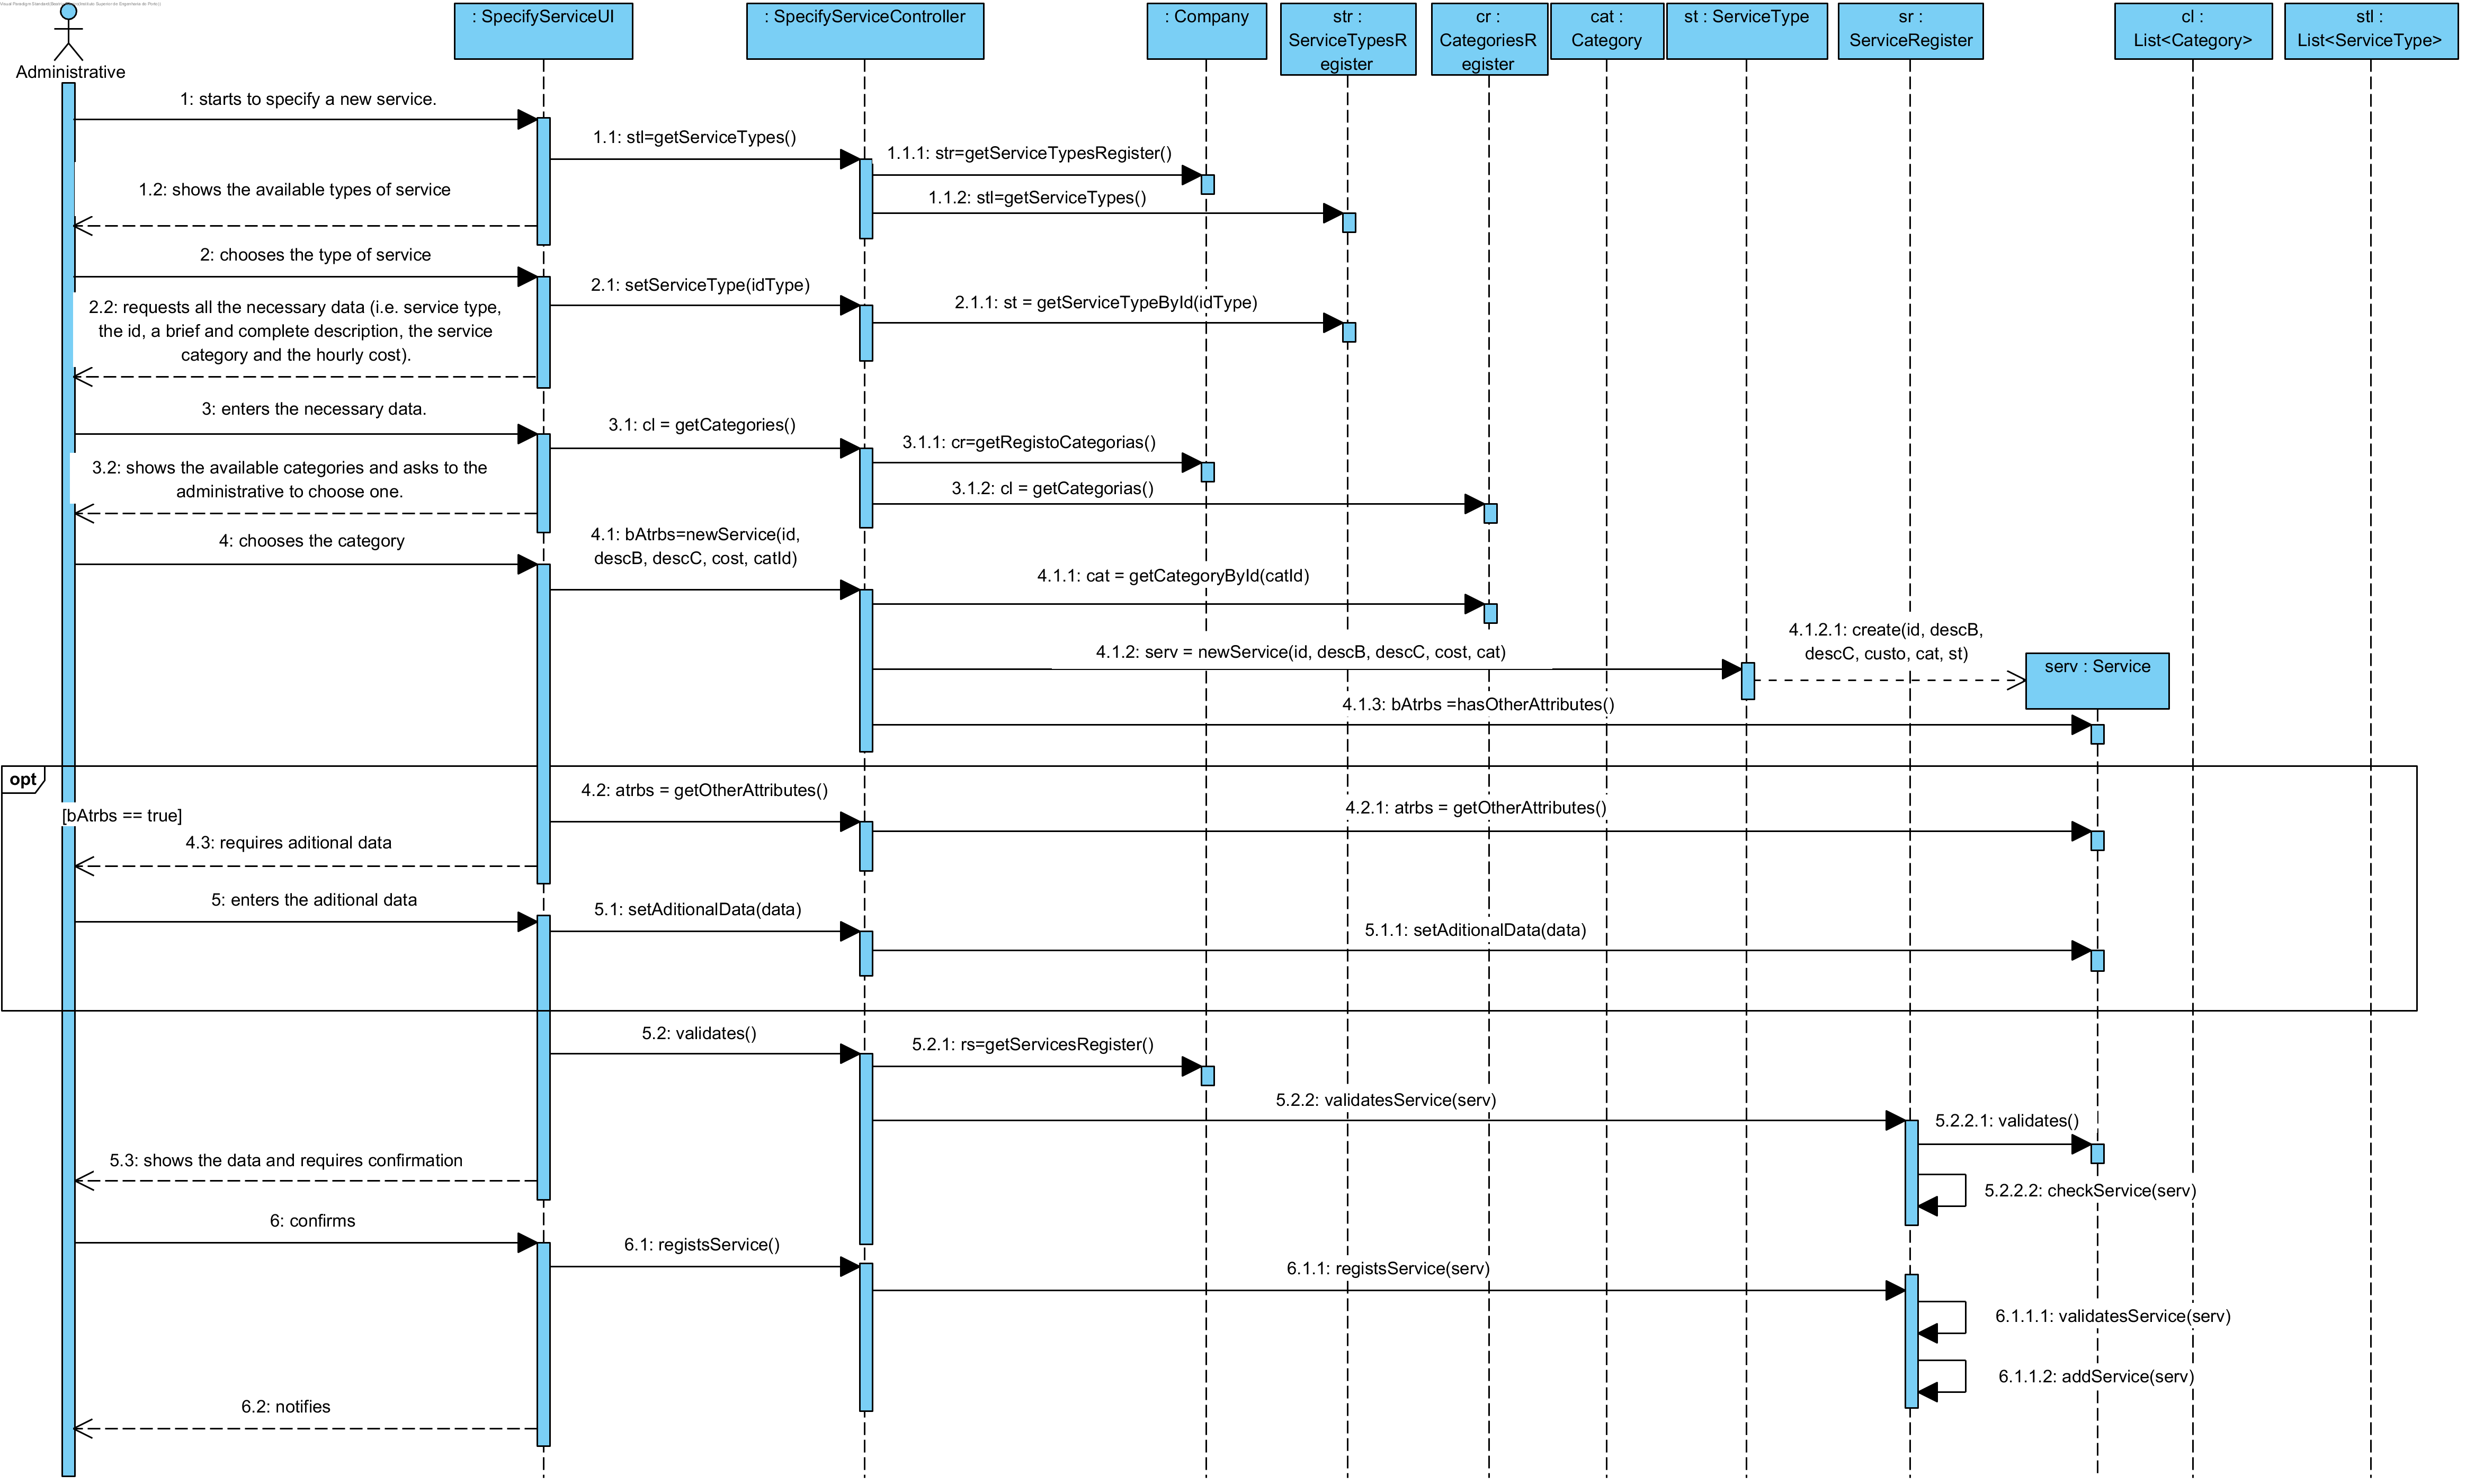 : SpecifyServiceUI
: SpecifyServiceController
: Company
str :
ServiceTypesR
egister
cr :
CategoriesR
egister
cat :
Category
st : ServiceType
sr :
ServiceRegister
cl :
List<Category>
stl :
List<ServiceType>
Administrative
1: starts to specify a new service.
1.1: stl=getServiceTypes()
1.1.1: str=getServiceTypesRegister()
1.2: shows the available types of service
1.1.2: stl=getServiceTypes()
2: chooses the type of service
2.1: setServiceType(idType)
2.1.1: st = getServiceTypeById(idType)
2.2: requests all the necessary data (i.e. service type,
the id, a brief and complete description, the service
category and the hourly cost).
3: enters the necessary data.
3.1: cl = getCategories()
3.1.1: cr=getRegistoCategorias()
3.2: shows the available categories and asks to the
administrative to choose one.
3.1.2: cl = getCategorias()
4: chooses the category
4.1: bAtrbs=newService(id,
descB, descC, cost, catId)
4.1.1: cat = getCategoryById(catId)
4.1.2: serv = newService(id, descB, descC, cost, cat)
4.1.2.1: create(id, descB,
descC, custo, cat, st)
serv : Service
4.1.3: bAtrbs =hasOtherAttributes()
opt
[bAtrbs == true]
4.2: atrbs = getOtherAttributes()
4.2.1: atrbs = getOtherAttributes()
4.3: requires aditional data
5: enters the aditional data
5.1: setAditionalData(data)
5.1.1: setAditionalData(data)
5.2: validates()
5.2.1: rs=getServicesRegister()
5.2.2: validatesService(serv)
5.2.2.1: validates()
5.3: shows the data and requires confirmation
5.2.2.2: checkService(serv)
6: confirms
6.1: registsService()
6.1.1: registsService(serv)
6.1.1.1: validatesService(serv)
6.1.1.2: addService(serv)
6.2: notifies